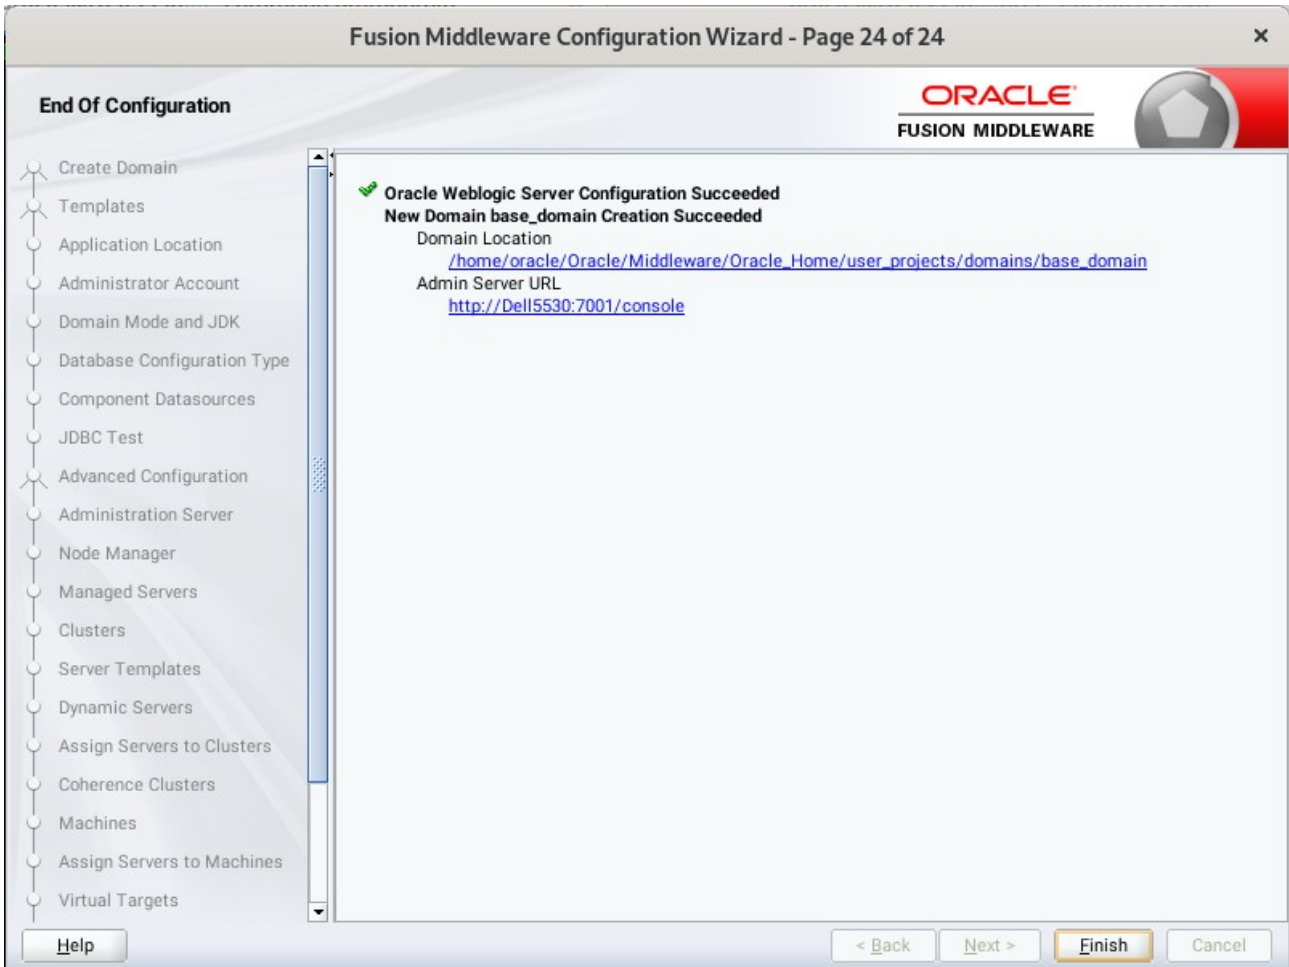 Fusion Middleware Configuration Wizard - Page 24 of 24
End Of Configuration
ORACLE
FUSION MIDDLEWARE
Create Domain
Templates
Application Location
Administrator Account
Domain Mode and JDK
Database Configuration Type
Component Datasources
JDBC Test
Advanced Configuration
Administration Server
Node Manager
Managed Servers
Clusters
Server Templates
Dynamic Servers
Assign Servers to Clusters
Coherence Clusters
Machines
Assign Servers to Machines
Virtual Targets
Oracle Weblogic Server Configuration Succeeded
New Domain base_domain Creation Succeeded
Domain Location
/home/oracle/Oracle/Middleware/Oracle_Home/user_projects/domains/base_domain
Admin Server URL
http://Dell5530:7001/console
Help
< Back
Next >
Finish
Cancel